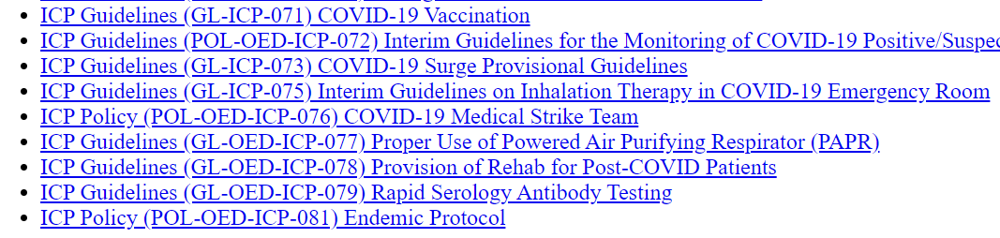 ICP Guidelines (GL-ICP-071) COVID-19 Vaccination
ICP Guidelines (POL-OED-ICP-072) Interim Guidelines for the Monitoring of COVID-19 Positive/Suspec
ICP Guidelines (GL-ICP-073) COVID-19 Surge Provisional Guidelines
ICP Guidelines (GL-ICP-075) Interim Guidelines on Inhalation Therapy in COVID-19 Emergency Room
ICP Policy (POL-OED-ICP-076) COVID-19 Medical Strike Team
ICP Guidelines (GL-OED-ICP-077) Proper Use of Powered Air Purifying Respirator (PAPR)
ICP Guidelines (GL-OED-ICP-078) Provision of Rehab for Post-COVID Patients
ICP Guidelines (GL-OED-ICP-079) Rapid Serology Antibody Testing
ICP Policy (POL-OED-ICP-081) Endemic Protocol